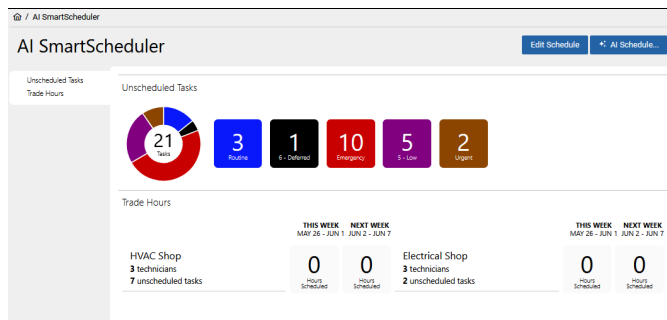 / AI SmartScheduler
AI SmartScheduler
Edit Schedule
AI Schedule...
Unscheduled Tasks
Trade Hours
Unscheduled Tasks
21
Tasks
3
Routine
1
6 - Deferred
10
Emergency
5
5 - Low
2
Urgent
Trade Hours
THIS WEEK NEXT WEEK
MAY 26 - JUN 1 JUN 2 - JUN 7
THIS WEEK NEXT WEEK
MAY 26 - JUN 1 JUN 2 - JUN 7
HVAC Shop
3 technicians
7 unscheduled tasks
0
Hours
Scheduled
0
Hours
Scheduled
Electrical Shop
3 technicians
2 unscheduled tasks
0
Hours
Scheduled
0
Hours
Scheduled